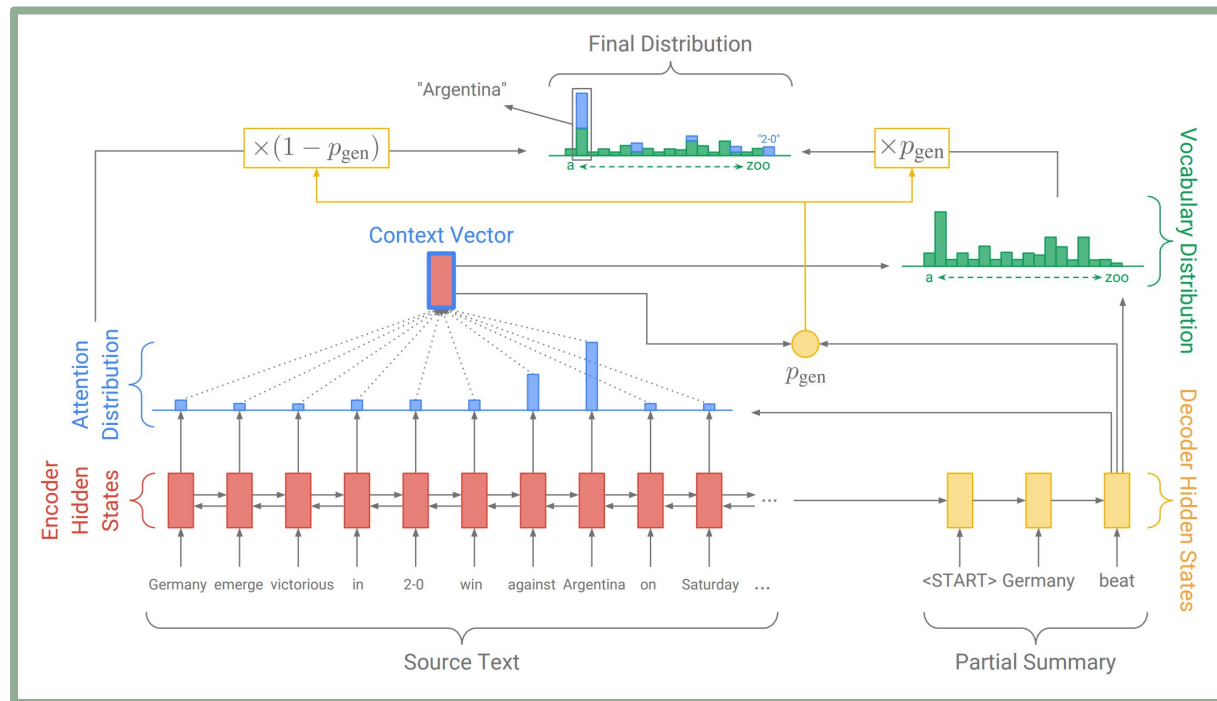 Final Distribution
"Argentina"
×(1 − p_gen)
"2-0"
×p_gen
a
zoo
Context Vector
Vocabulary Distribution
a
zoo
Attention
Distribution
p_gen
Encoder
Hidden
States
Decoder Hidden States
...
Germany emerge victorious in 2-0 win against Argentina on Saturday ...
<START> Germany beat
Source Text
Partial Summary